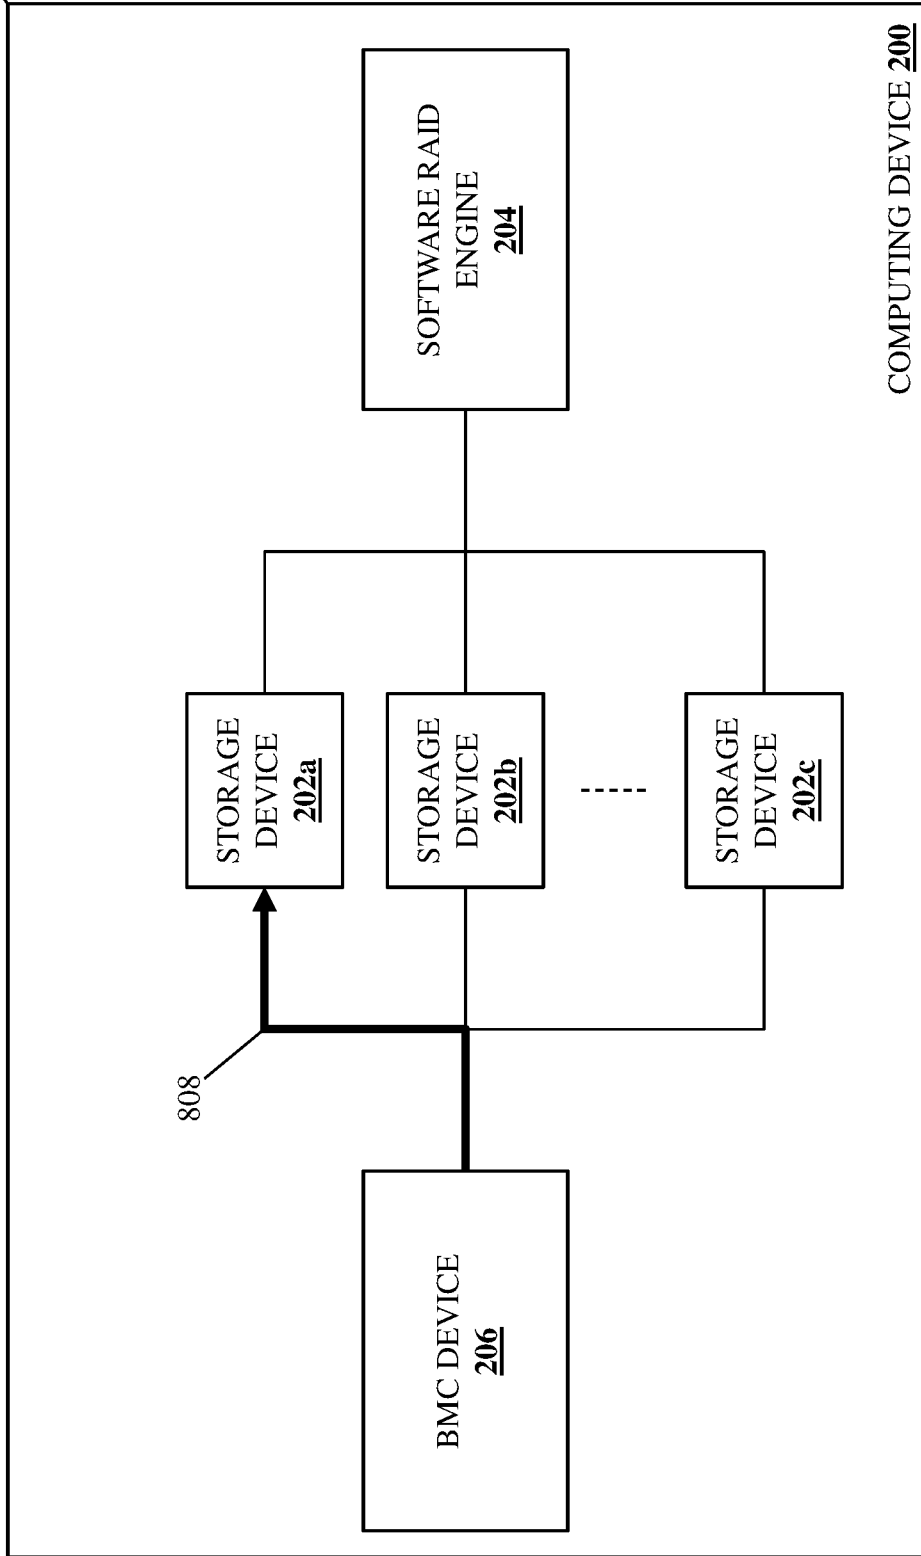 COMPUTING DEVICE 200
SOFTWARE RAID
ENGINE
204
STORAGE
DEVICE
202a
STORAGE
DEVICE
202b
STORAGE
DEVICE
202c
808
BMC DEVICE
206